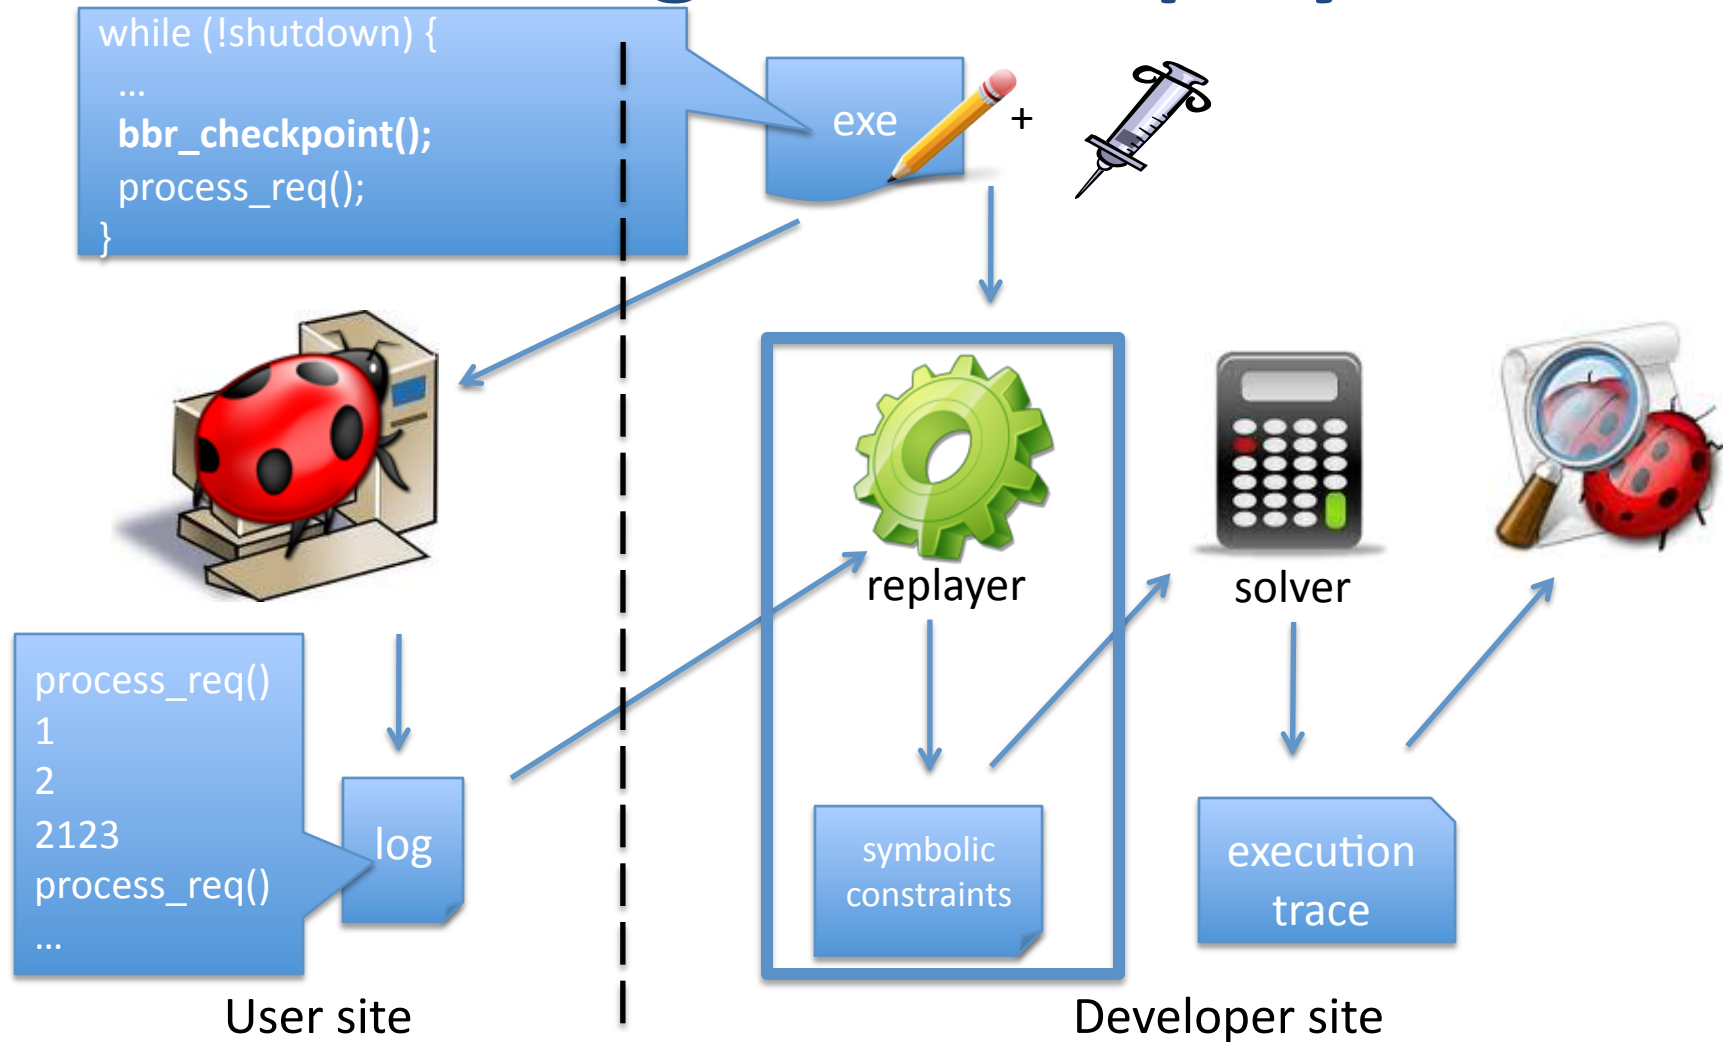 while (!shutdown) {
...
bbr_checkpoint();
process_req();
}
exe
+
replayer
solver
process_req()
1
2
2123
process_req()
...
log
symbolic
constraints
execution
trace
User site
Developer site